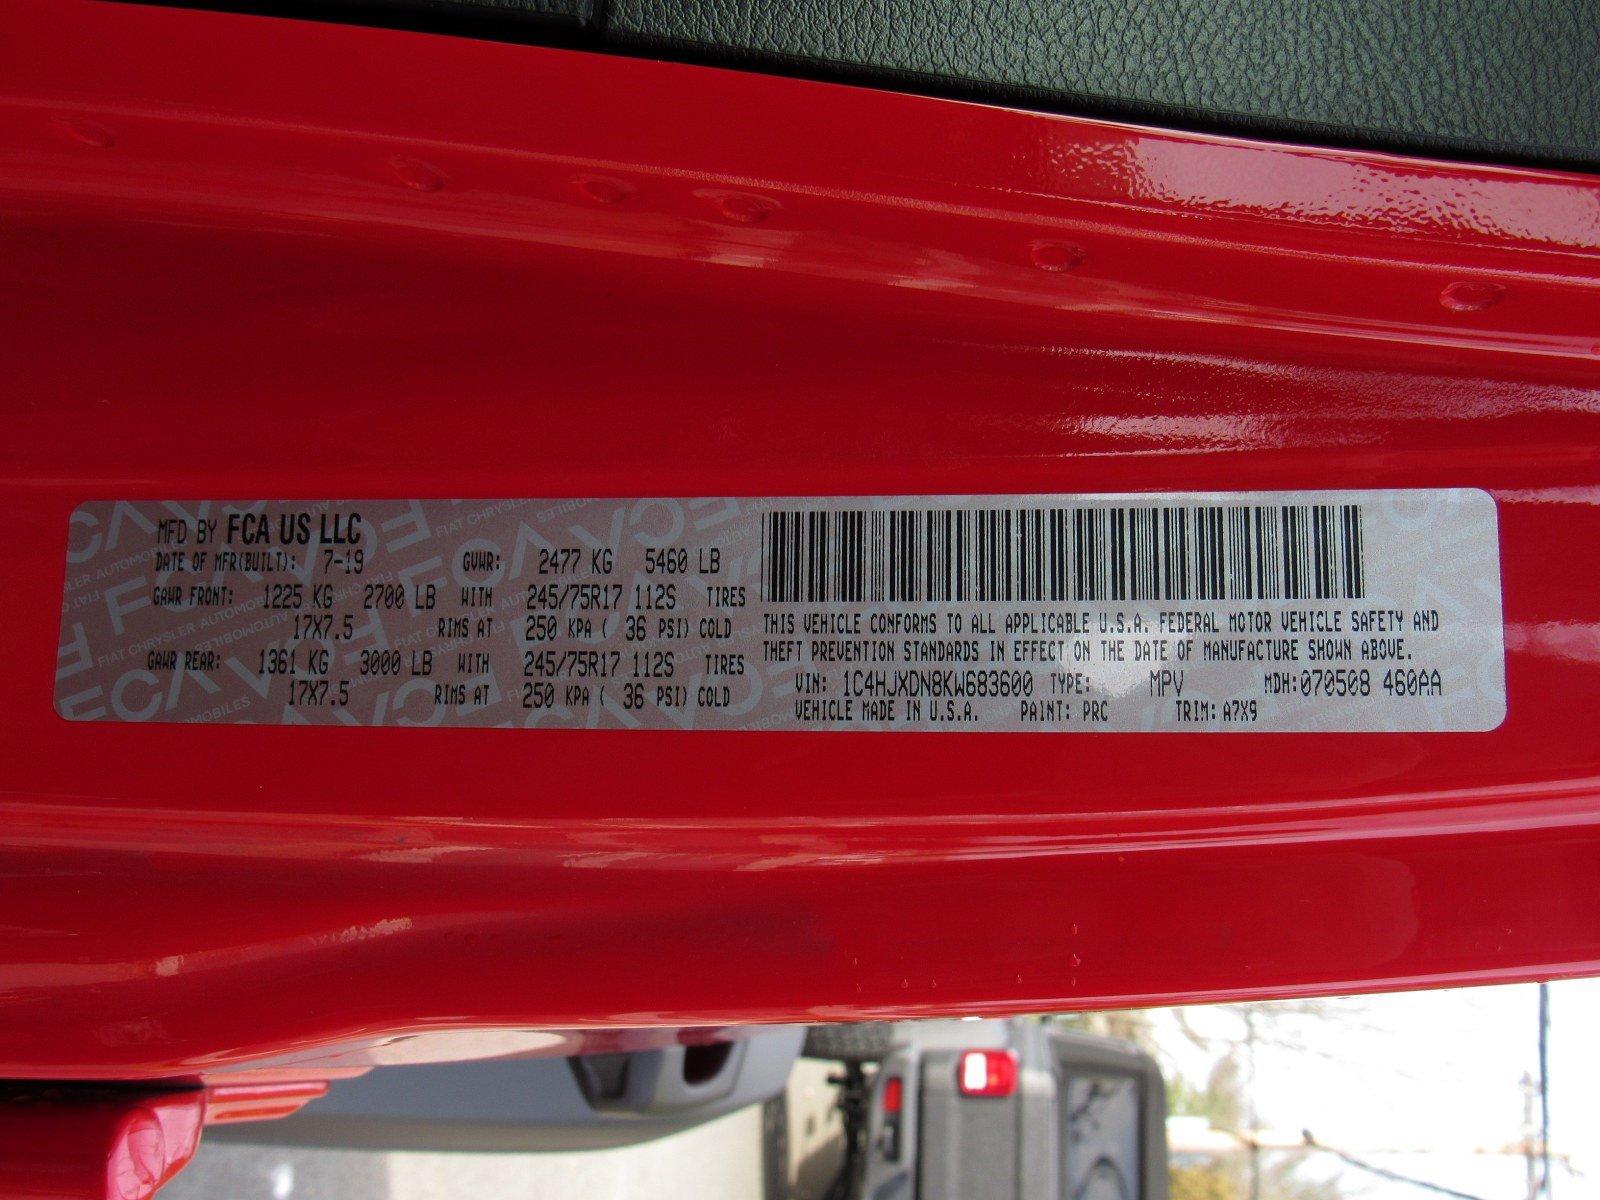 MFD BY FCA US LLC
DATE OF MFR(BUILT): 7-19 GVWR: 2477 KG 5460 LB
GAWR FRONT: 1225 KG 2700 LB WITH 245/75R17 112S TIRES
17X7.5 RIMS AT 250 KPA ( 36 PSI) COLD
GAWR REAR: 1361 KG 3000 LB WITH 245/75R17 112S TIRES
17X7.5 RIMS AT 250 KPA ( 36 PSI) COLD
THIS VEHICLE CONFORMS TO ALL APPLICABLE U.S.A. FEDERAL MOTOR VEHICLE SAFETY AND
THEFT PREVENTION STANDARDS IN EFFECT ON THE DATE OF MANUFACTURE SHOWN ABOVE.
VIN: 1C4HJXDN8KW683600 TYPE: MPV MDH:070508 460AA
VEHICLE MADE IN U.S.A. PAINT: PRC TRIM: A7X9